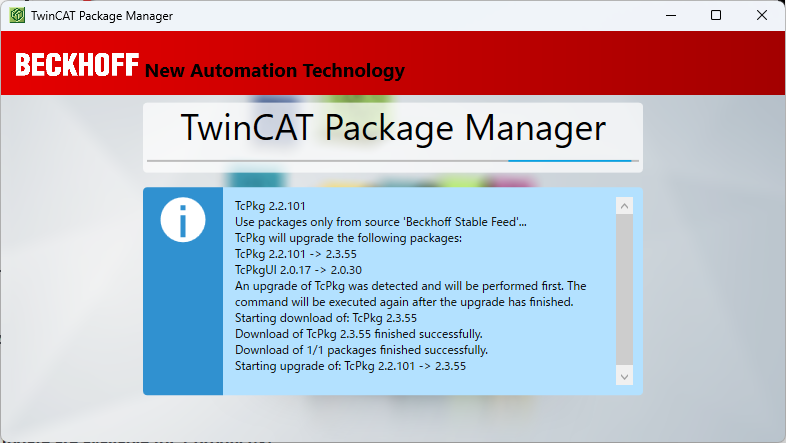 TwinCAT Package Manager
BECKHOFF New Automation Technology
TwinCAT Package Manager
TcPkg 2.2.101
Use packages only from source 'Beckhoff Stable Feed'...
TcPkg will upgrade the following packages:
TcPkg 2.2.101 -> 2.3.55
TcPkgUI 2.0.17 -> 2.0.30
An upgrade of TcPkg was detected and will be performed first. The
command will be executed again after the upgrade has finished.
Starting download of: TcPkg 2.3.55
Download of TcPkg 2.3.55 finished successfully.
Download of 1/1 packages finished successfully.
Starting upgrade of: TcPkg 2.2.101 -> 2.3.55